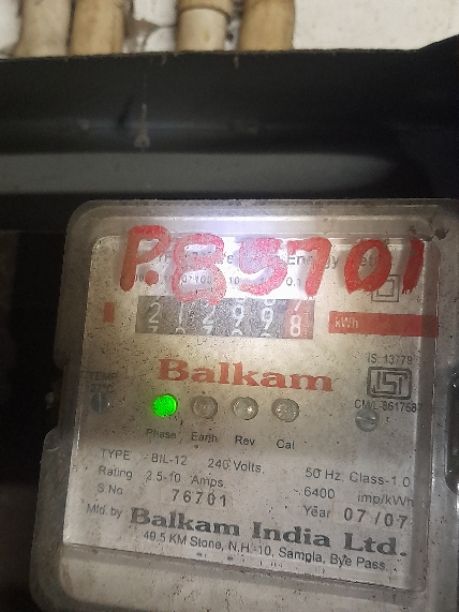 P.85701
kWh
IS 13779
Balkam
Phase Earth Rev Cal
TYPE - BIL-12 240 Volts. 50 Hz. Class-1.0
Rating 2.5-10 Amps. 6400 imp/kWh
S.No 76701 Year 07/07
Mfd. by Balkam India Ltd.
49.5 KM Stone, N.H.-10, Sampla, Bye Pass.